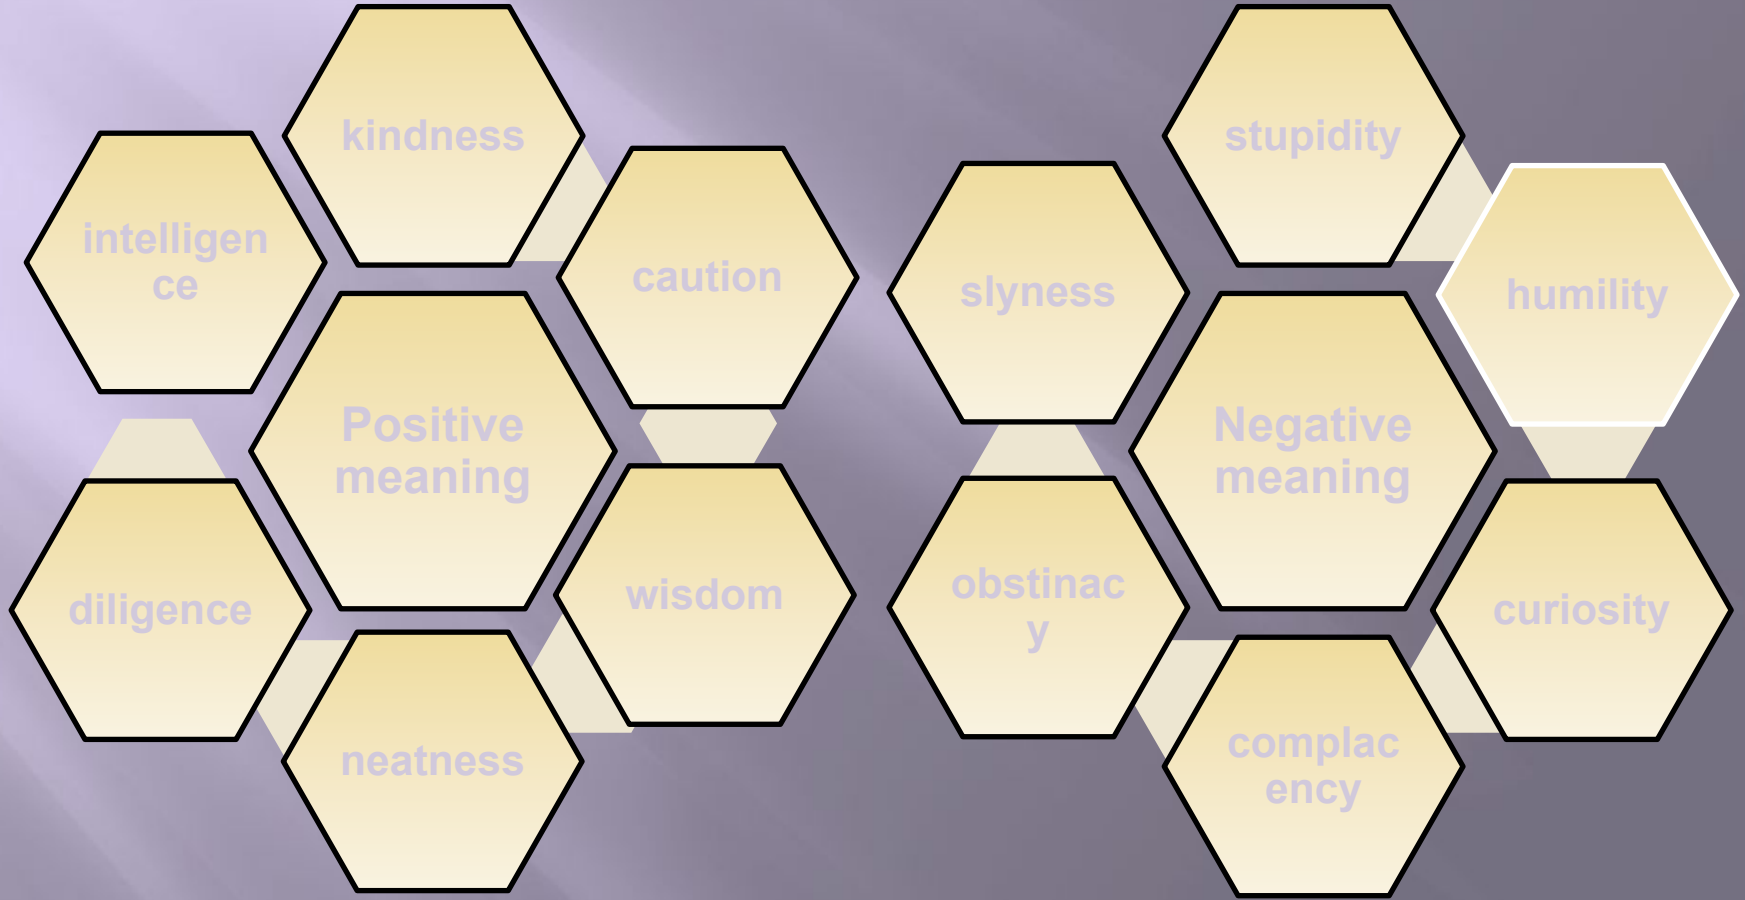 kindness
intelligen
ce
caution
Positive
meaning
diligence
wisdom
neatness
stupidity
slyness
humility
Negative
meaning
obstinac
y
curiosity
complac
ency